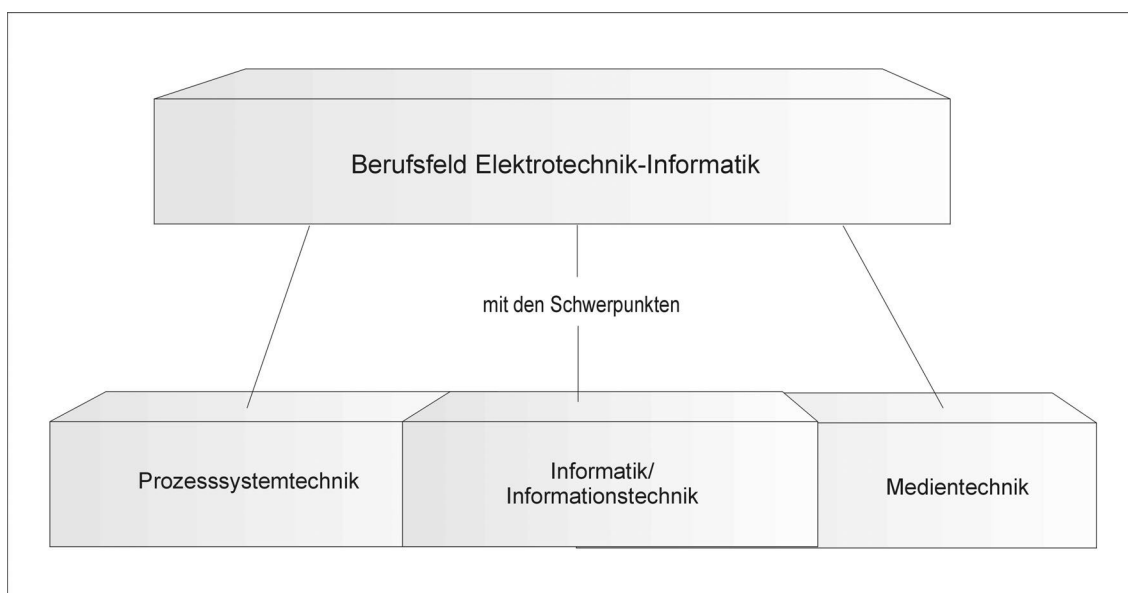 Berufsfeld Elektrotechnik-Informatik
mit den Schwerpunkten
Prozesssystemtechnik
Informatik/
Informationstechnik
Medientechnik